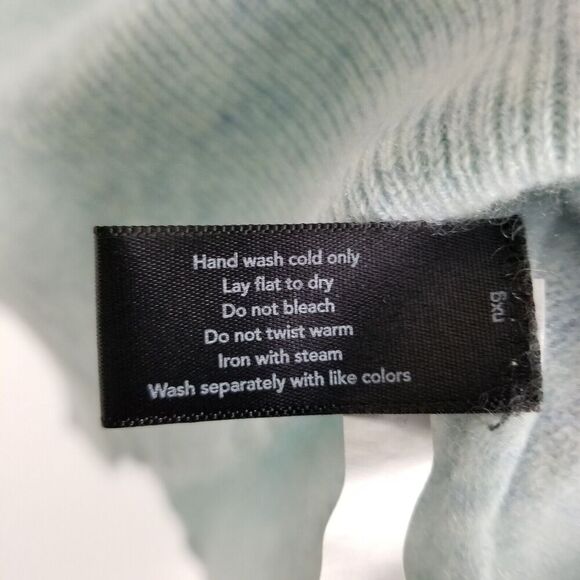 Hand wash cold only
Lay flat to dry
Do not bleach
Do not twist warm
Iron with steam
Wash separately with like colors
nxg